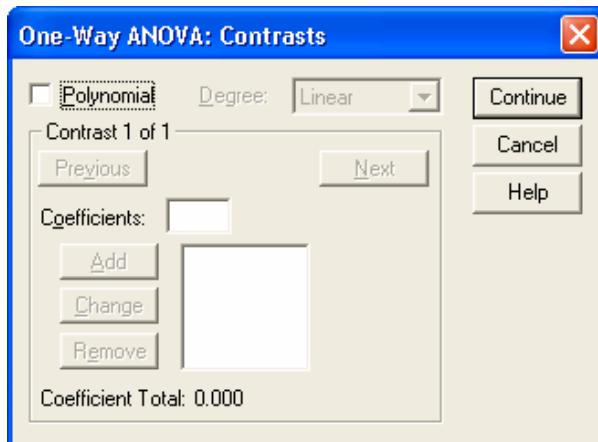 One-Way ANOVA: Contrasts
Polynomial Degree: Linear Continue
Contrast 1 of 1
Previous Next Cancel
Coefficients: Help
Add
Change
Remove
Coefficient Total: 0.000